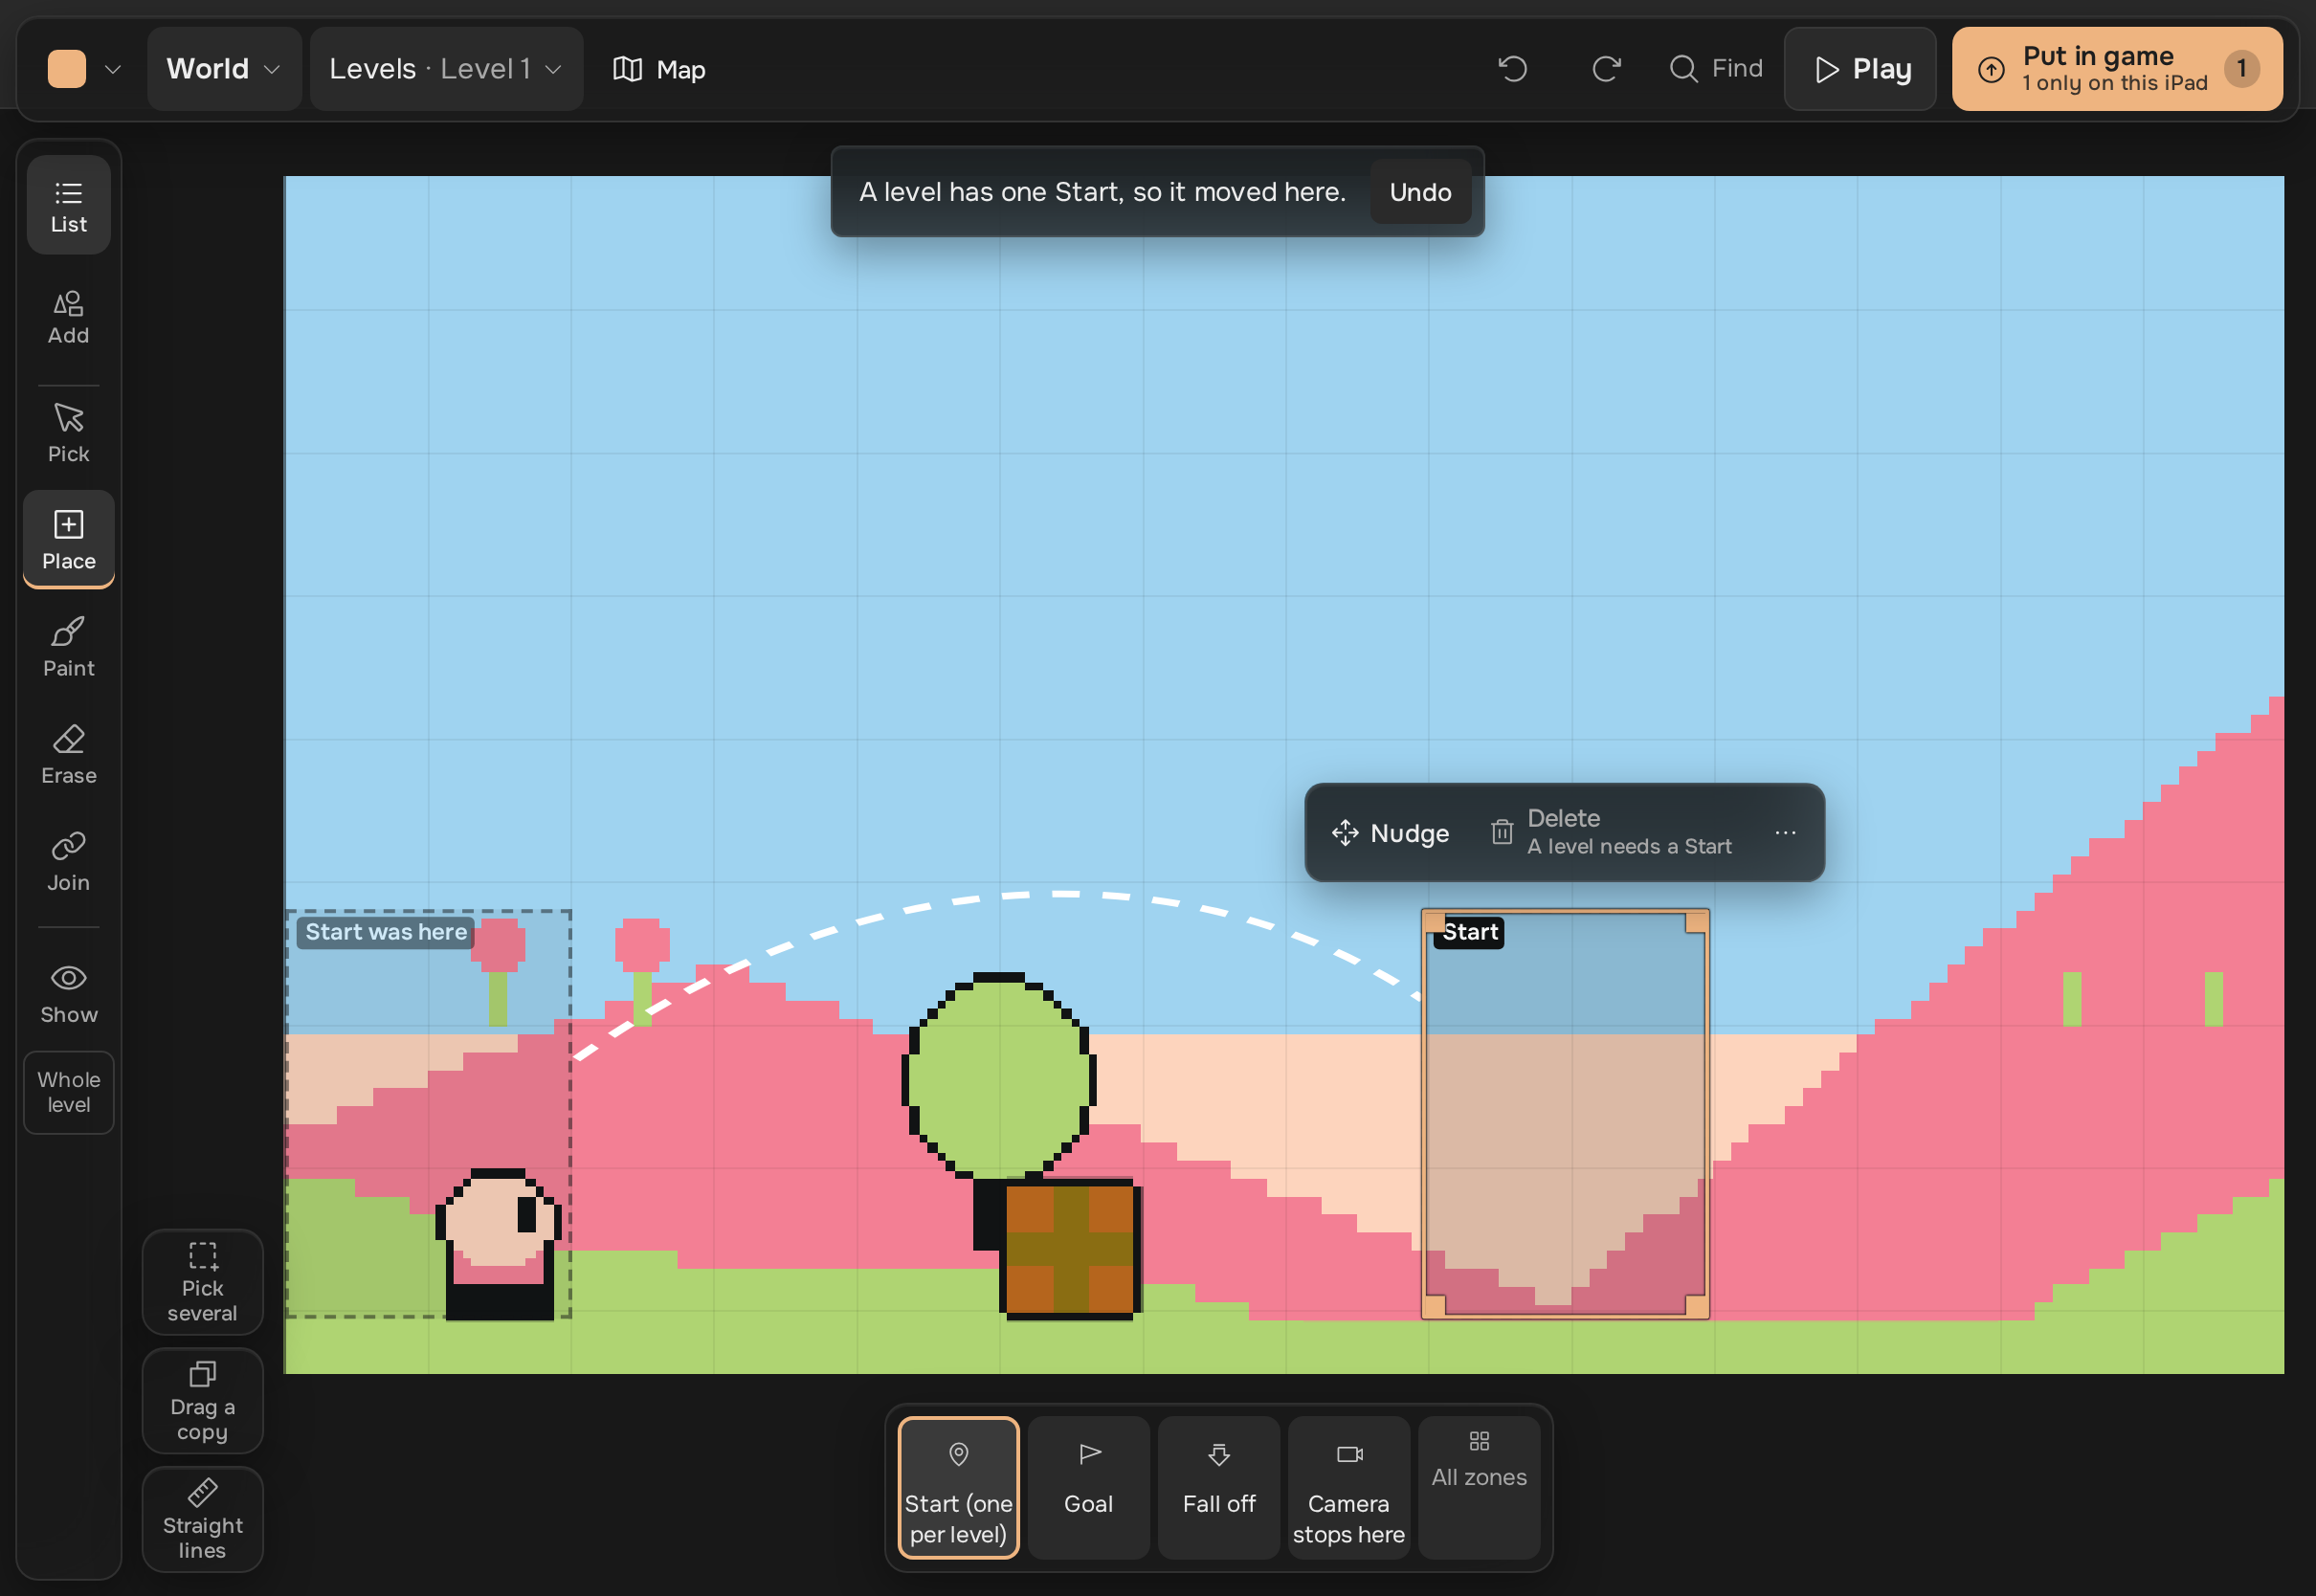 World
Levels · Level 1
Map
Find
Play
Put in game
1 only on this iPad
1
A level has one Start, so it moved here.
Undo
List
Add
Pick
Place
Paint
Erase
Join
Show
Whole
level
Nudge
Delete
A level needs a Start
Start was here
Start
Pick
several
Drag a
copy
Straight
lines
Start (one
per level)
Goal
Fall off
Camera
stops here
All zones